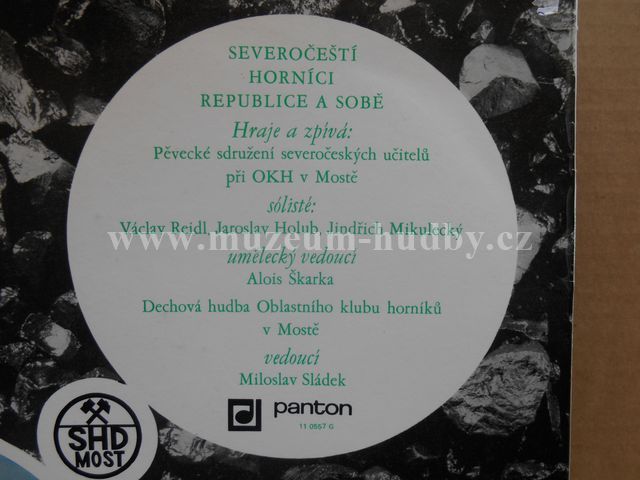 SEVEROČEŠTÍ
HORNÍCI
REPUBLICE A SOBĚ
Hraje a zpívá:
Pěvecké sdružení severočeských učitelů
při OKH v Mostě
sólisté:
Václav Rejdl, Jaroslav Holub, Jindřich Mikulecký
www.muzeum-hudby.cz
umělecký vedoucí
Alois Škarka
Dechová hudba Oblastního klubu horníků
v Mostě
vedoucí
Miloslav Sládek
panton
11 0557 G
SHD
MOST